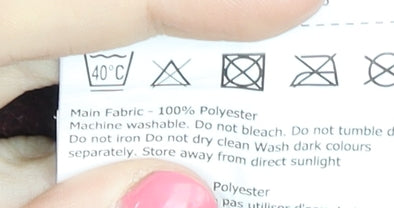 40°C
Main Fabric - 100% Polyester
Machine washable. Do not bleach. Do not tumble d
Do not iron Do not dry clean Wash dark colours
separately. Store away from direct sunlight
Polyester
pas utiliser